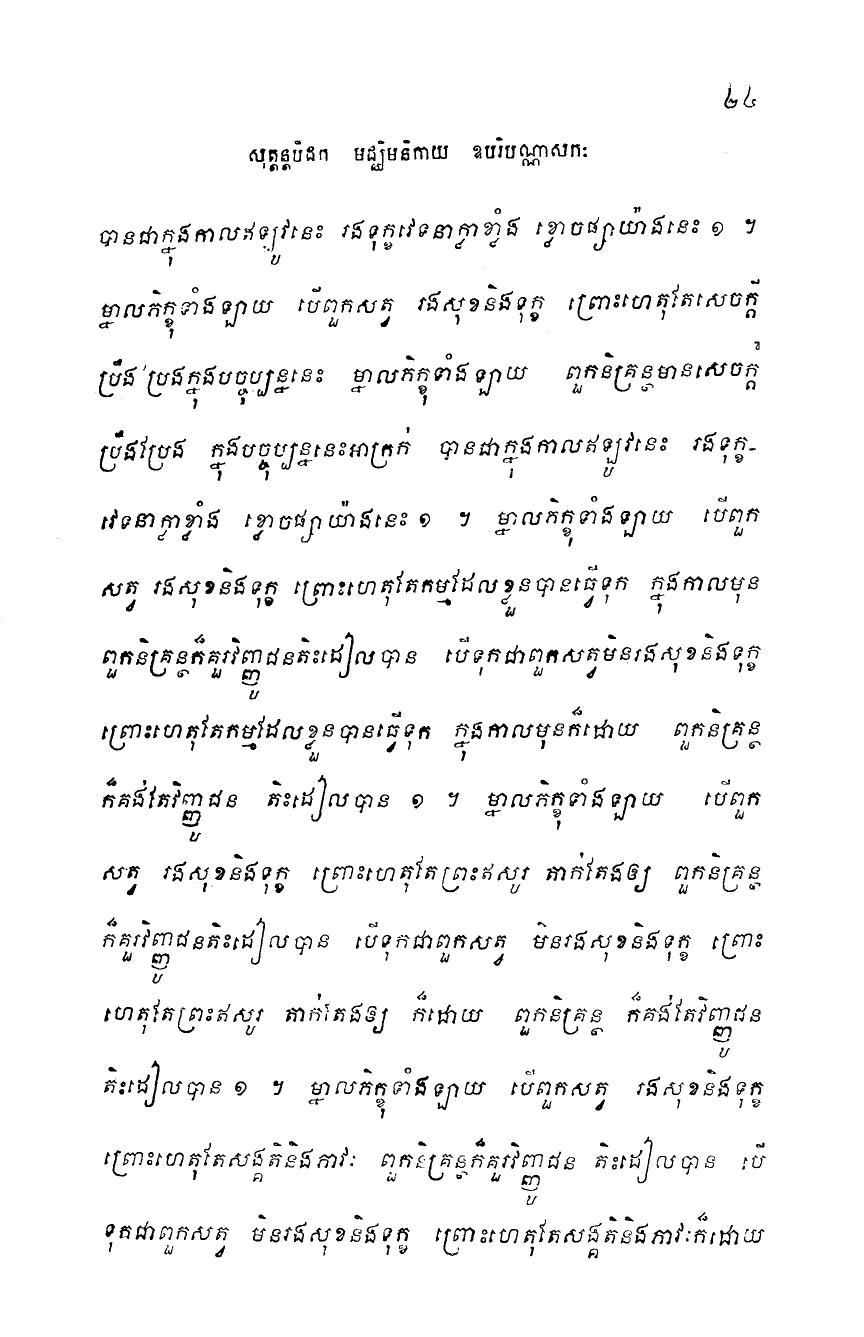 ២៤
សុត្តន្តបិដក មជ្ឈិមនិកាយ ឧបរិបណ្ណាសកៈ
បានជាក្នុងកាលឥឡូវនេះ រងទុក្ខវេទនាក្លាខ្លាំង ខ្លោចផ្សាយ៉ាងនេះ ១ ។
ម្នាលភិក្ខុទាំងឡាយ បើពួកសត្វ រងសុខនិងទុក្ខ ព្រោះហេតុតែសេចក្តី
ប្រឹងប្រែងក្នុងបច្ចុប្បន្ននេះ ម្នាលភិក្ខុទាំងឡាយ ពួកនិគ្រន្ថមានសេចក្តី
ប្រឹងប្រែង ក្នុងបច្ចុប្បន្ននេះអាក្រក់ បានជាក្នុងកាលឥឡូវនេះ រងទុក្ខ-
វេទនាក្លាខ្លាំង ខ្លោចផ្សាយ៉ាងនេះ ១ ។ ម្នាលភិក្ខុទាំងឡាយ បើពួក
សត្វ រងសុខនិងទុក្ខ ព្រោះហេតុតែកម្មដែលខ្លួនបានធ្វើទុក ក្នុងកាលមុន
ពួកនិគ្រន្ថក៏គួរវិញ្ញូជនតិះដៀលបាន បើទុកជាពួកសត្វមិនរងសុខនិងទុក្ខ
ព្រោះហេតុតែកម្មដែលខ្លួនបានធ្វើទុក ក្នុងកាលមុនក៏ដោយ ពួកនិគ្រន្ថ
ក៏គង់តែវិញ្ញូជន តិះដៀលបាន ១ ។ ម្នាលភិក្ខុទាំងឡាយ បើពួក
សត្វ រងសុខនិងទុក្ខ ព្រោះហេតុតែព្រះឥសូរ តាក់តែងឲ្យ ពួកនិគ្រន្ថ
ក៏គួរវិញ្ញូជនតិះដៀលបាន បើទុកជាពួកសត្វ មិនរងសុខនិងទុក្ខ ព្រោះ
ហេតុតែព្រះឥសូរ តាក់តែងឲ្យ ក៏ដោយ ពួកនិគ្រន្ថ ក៏គង់តែវិញ្ញូជន
តិះដៀលបាន ១ ។ ម្នាលភិក្ខុទាំងឡាយ បើពួកសត្វ រងសុខនិងទុក្ខ
ព្រោះហេតុតែសង្គតិនិងភាវៈ ពួកនិគ្រន្ថក៏គួរវិញ្ញូជន តិះដៀលបាន បើ
ទុកជាពួកសត្វ មិនរងសុខនិងទុក្ខ ព្រោះហេតុតែសង្គតិនិងភាវៈក៏ដោយ